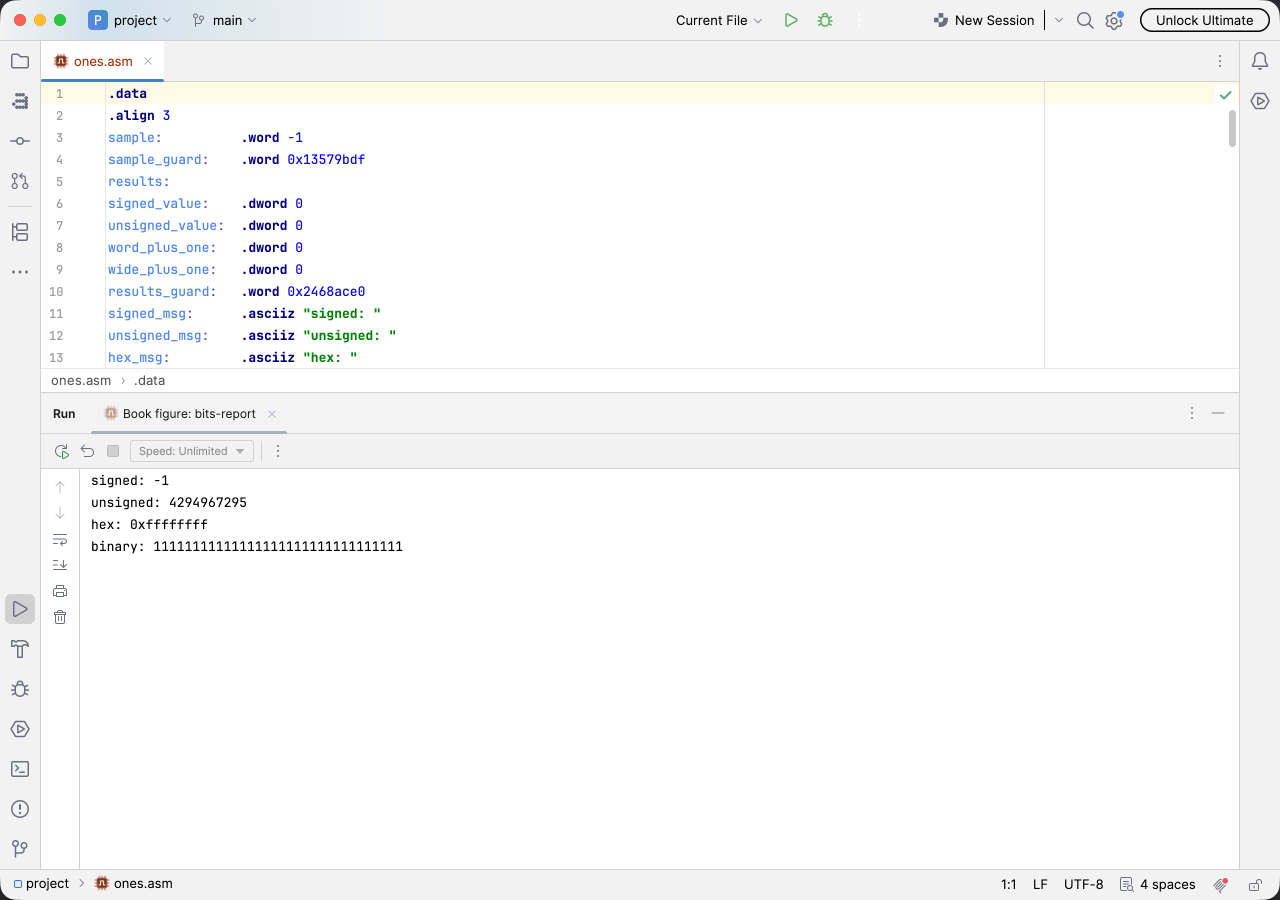 P project main Current File New Session Unlock Ultimate
ones.asm
1 .data
2 .align 3
3 sample: .word -1
4 sample_guard: .word 0x13579bdf
5 results:
6 signed_value: .dword 0
7 unsigned_value: .dword 0
8 word_plus_one: .dword 0
9 wide_plus_one: .dword 0
10 results_guard: .word 0x2468ace0
11 signed_msg: .asciiz "signed: "
12 unsigned_msg: .asciiz "unsigned: "
13 hex_msg: .asciiz "hex: "
ones.asm › .data
Run Book figure: bits-report
Speed: Unlimited
signed: -1
unsigned: 4294967295
hex: 0xffffffff
binary: 11111111111111111111111111111111
project › ones.asm 1:1 LF UTF-8 4 spaces